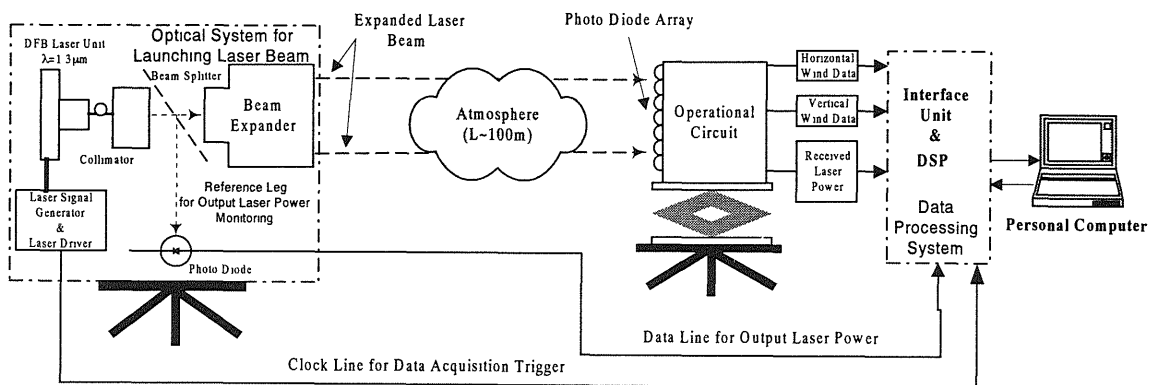 DFB Laser Unit
λ=1 3μm
Optical System for
Launching Laser Beam
Beam Splitter
Beam
Expander
Collimator
Laser Signal
Generator
&
Laser Driver
Reference Leg
for Output Laser Power
Monitoring
Photo Diode
Expanded Laser
Beam
Atmosphere
(L~100m)
Photo Diode Array
Operational
Circuit
Horizontal
Wind Data
Vertical
Wind Data
Received
Laser
Power
Interface
Unit
&
DSP
Data
Processing
System
Personal Computer
Data Line for Output Laser Power
Clock Line for Data Acquisition Trigger